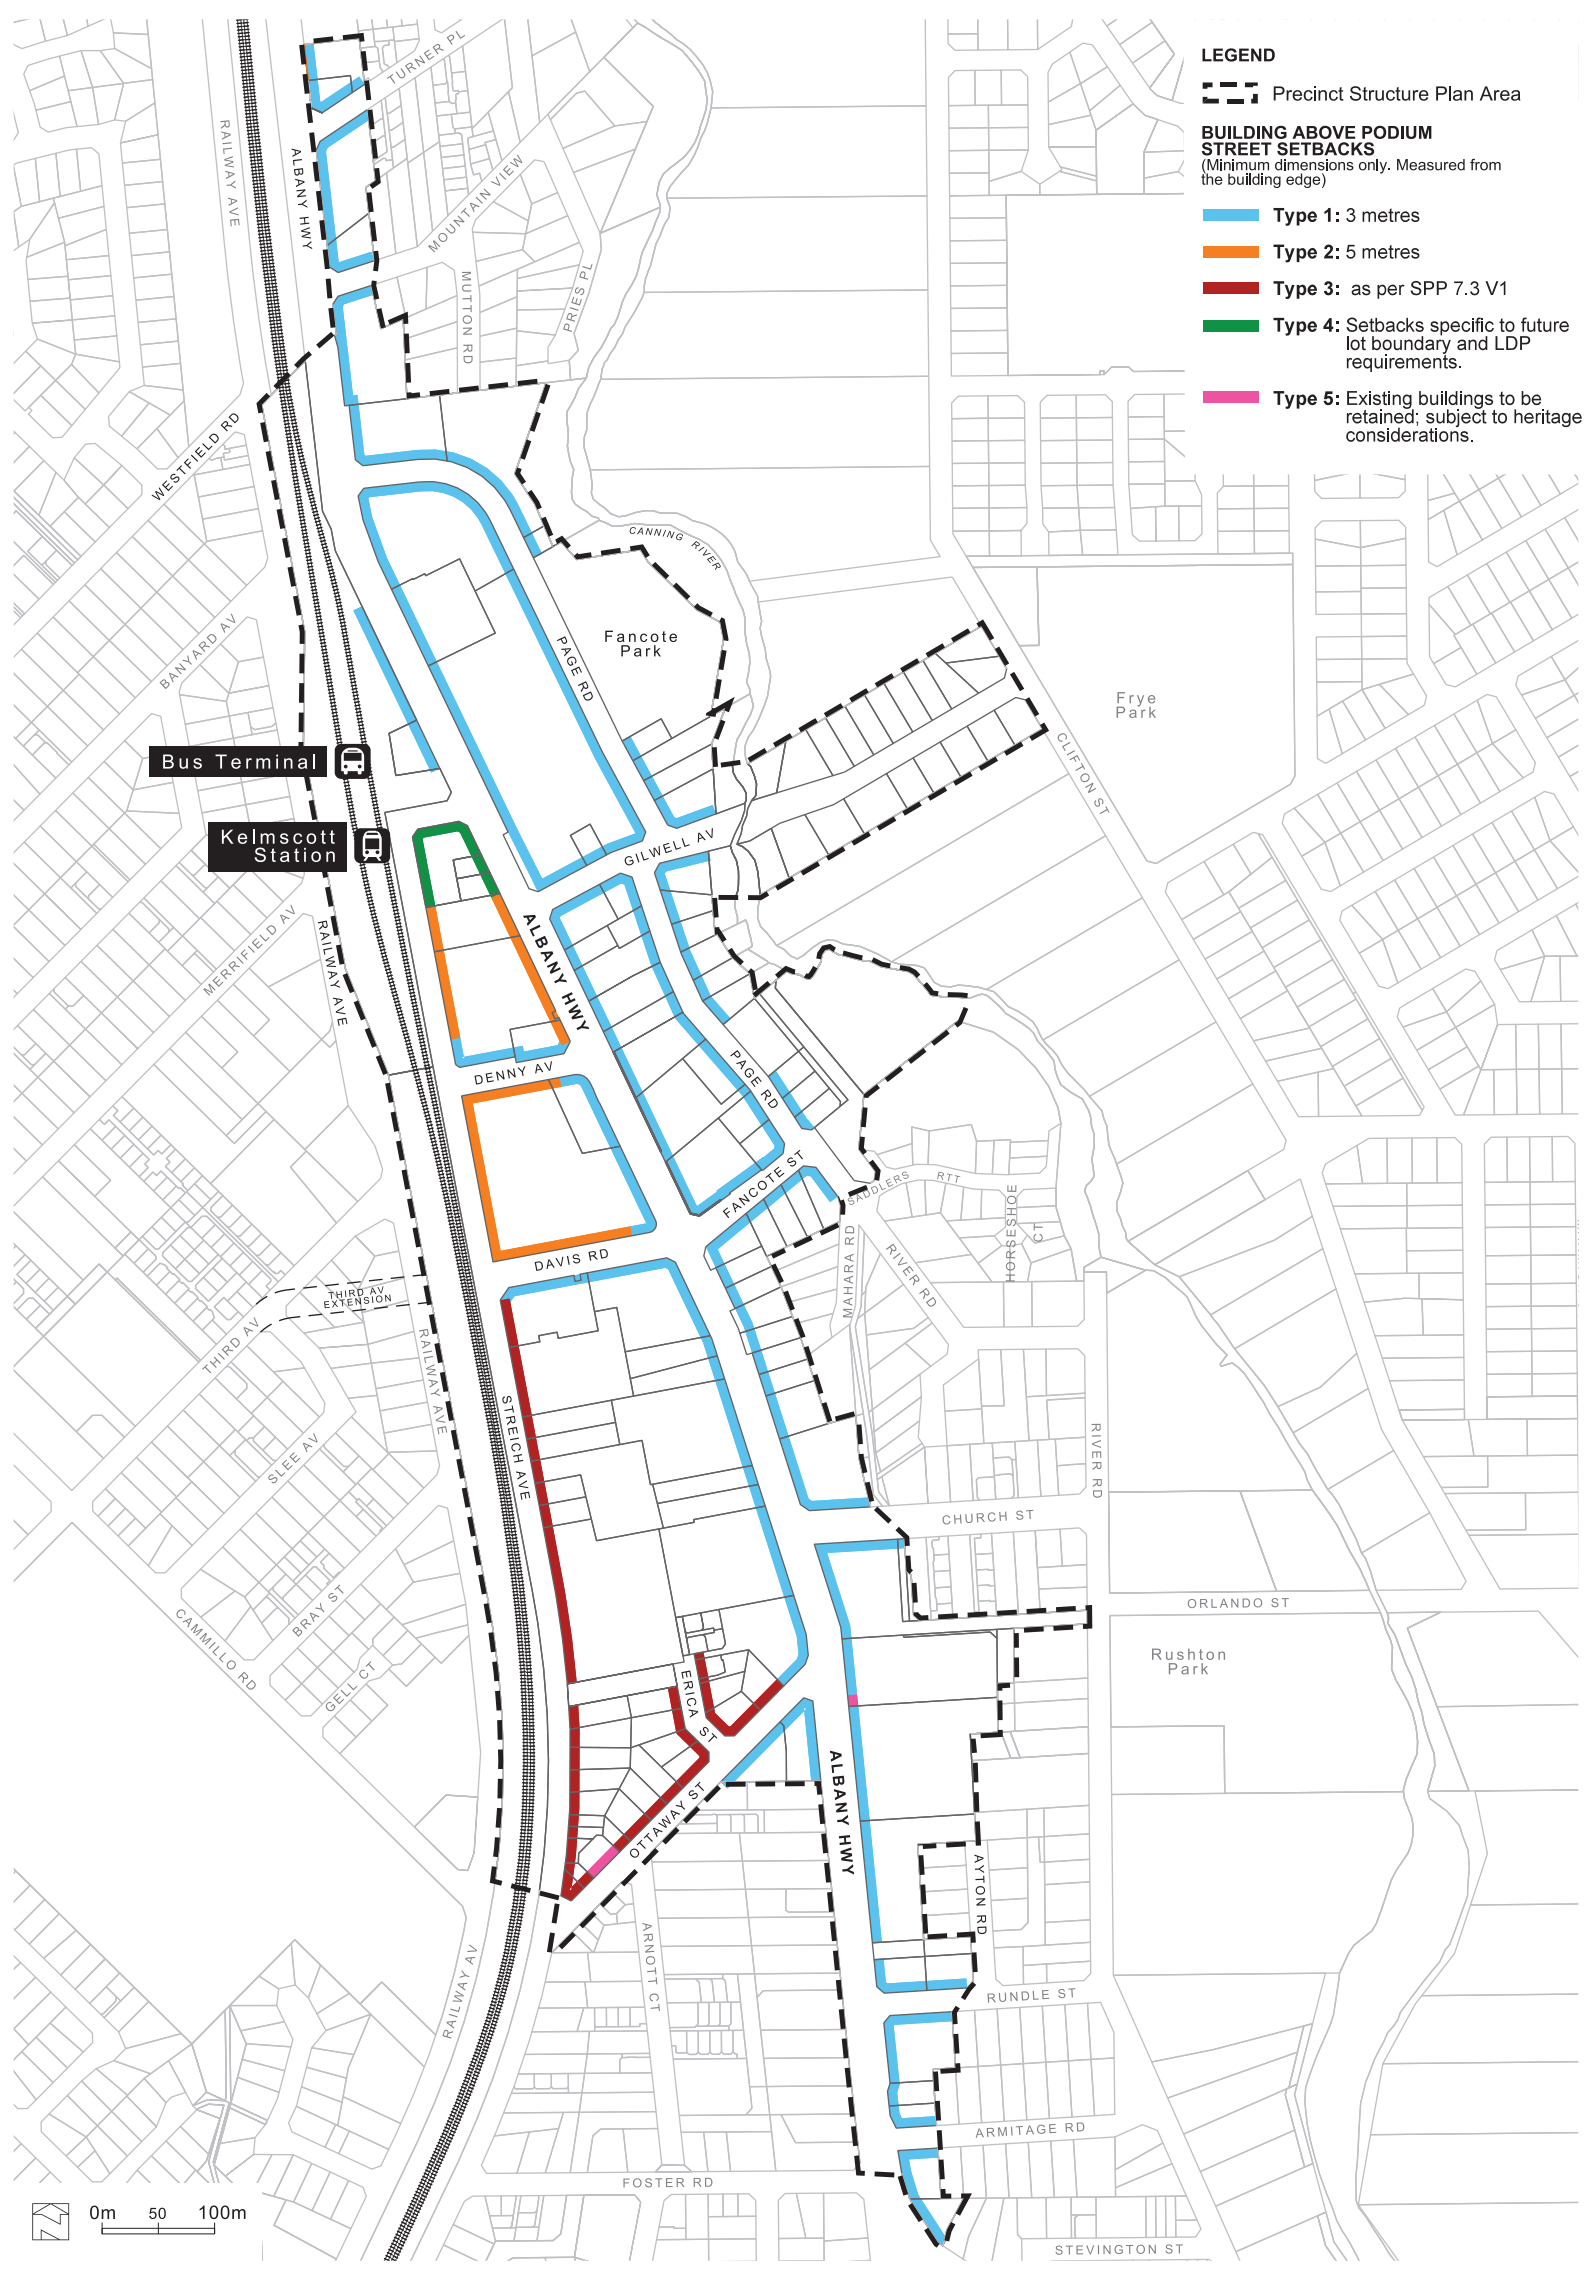 LEGEND
Precinct Structure Plan Area
BUILDING ABOVE PODIUM
STREET SETBACKS
(Minimum dimensions only. Measured from
the building edge)
Type 1: 3 metres
Type 2: 5 metres
Type 3: as per SPP 7.3 V1
Type 4: Setbacks specific to future
lot boundary and LDP
requirements.
Type 5: Existing buildings to be
retained; subject to heritage
considerations.
TURNER PL
RAILWAY AVE
ALBANY HWY
MOUNTAIN VIEW
MUTTON RD
PRIES PL
WESTFIELD RD
CANNING RIVER
BANYARD AV
Fancote
Park
PAGE RD
Frye
Park
CLIFTON ST
Bus Terminal
Kelmscott
Station
GILWELL AV
MERRIFIELD AV
RAILWAY AVE
ALBANY HWY
DENNY AV
PAGE RD
FANCOTE ST
SADDLERS RTT
HORSESHOE
CT
MAHARA RD
RIVER RD
DAVIS RD
THIRD AV
EXTENSION
THIRD AV
RAILWAY AVE
STREICH AVE
SLEE AV
RIVER RD
CHURCH ST
BRAY ST
CAMMILLO RD
GELL CT
ORLANDO ST
Rushton
Park
ERICA ST
OTTAWAY ST
ALBANY HWY
AYTON RD
ARNOTT CT
RAILWAY AV
RUNDLE ST
ARMITAGE RD
FOSTER RD
STEVINGTON ST
N
0m 50 100m